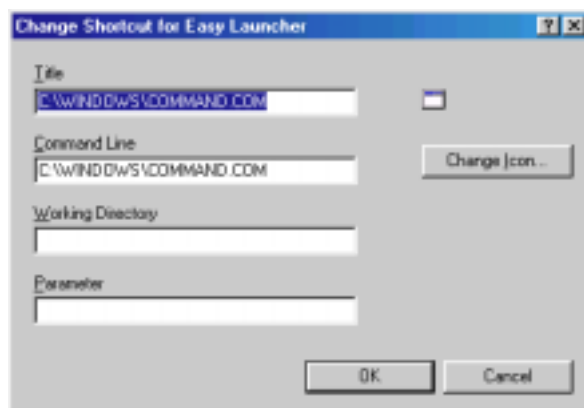 Change Shortcut for Easy Launcher
Title
C:\WINDOWS\COMMAND.COM
Command Line
C:\WINDOWS\COMMAND.COM
Change Icon...
Working Directory
Parameter
OK
Cancel